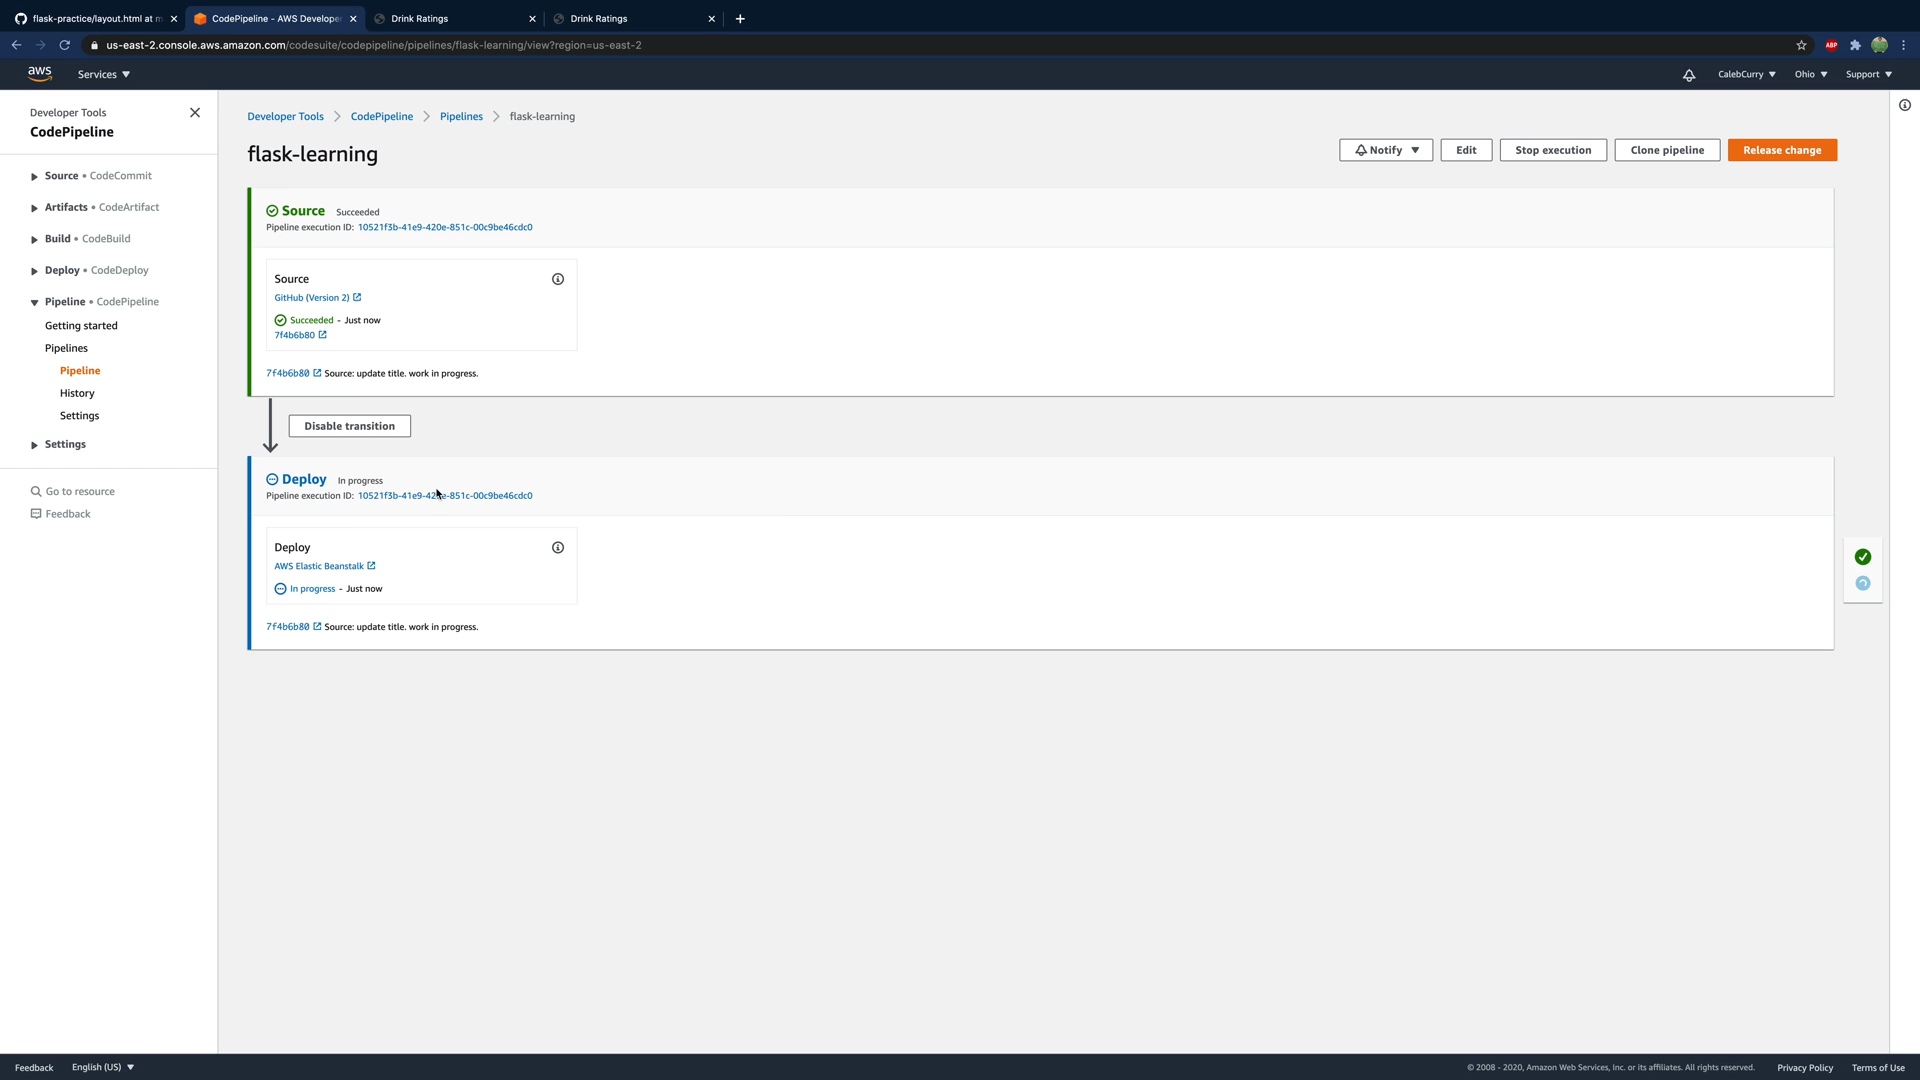 flask-practice/layout.html at m
CodePipeline - AWS Develope
Drink Ratings
Drink Ratings
us-east-2.console.aws.amazon.com/codesuite/codepipeline/pipelines/flask-learning/view?region=us-east-2
ABP
aws
Services
CalebCurry
Ohio
Support
Developer Tools
CodePipeline
Source • CodeCommit
Artifacts • CodeArtifact
Build • CodeBuild
Deploy • CodeDeploy
Pipeline • CodePipeline
Getting started
Pipelines
Pipeline
History
Settings
Settings
Go to resource
Feedback
Developer Tools > CodePipeline > Pipelines > flask-learning
flask-learning
Notify
Edit
Stop execution
Clone pipeline
Release change
Source Succeeded
Pipeline execution ID: 10521f3b-41e9-420e-851c-00c9be46cdc0
Source
GitHub (Version 2)
Succeeded - Just now
7f4b6b80
7f4b6b80 Source: update title. work in progress.
Disable transition
Deploy In progress
Pipeline execution ID: 10521f3b-41e9-420e-851c-00c9be46cdc0
Deploy
AWS Elastic Beanstalk
In progress - Just now
7f4b6b80 Source: update title. work in progress.
Feedback
English (US)
© 2008 - 2020, Amazon Web Services, Inc. or its affiliates. All rights reserved.
Privacy Policy
Terms of Use